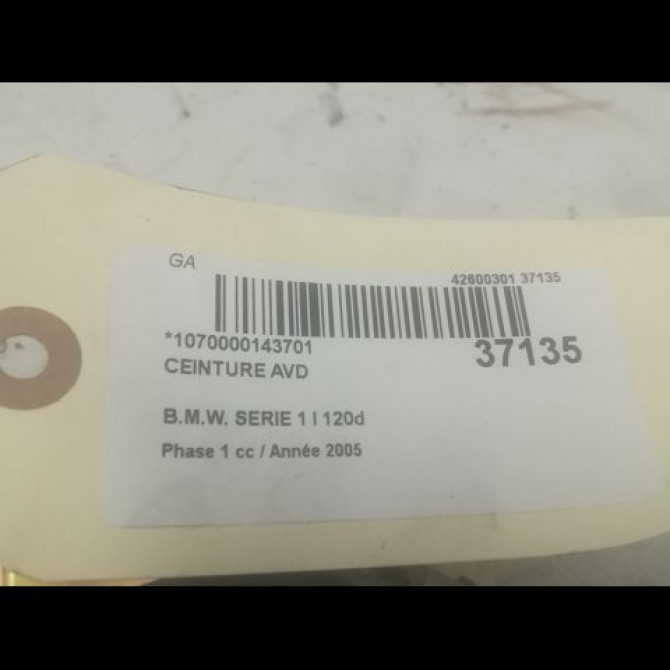 GA
42600301 37135
*1070000143701
37135
CEINTURE AVD
B.M.W. SERIE 1 I 120d
Phase 1 cc / Année 2005